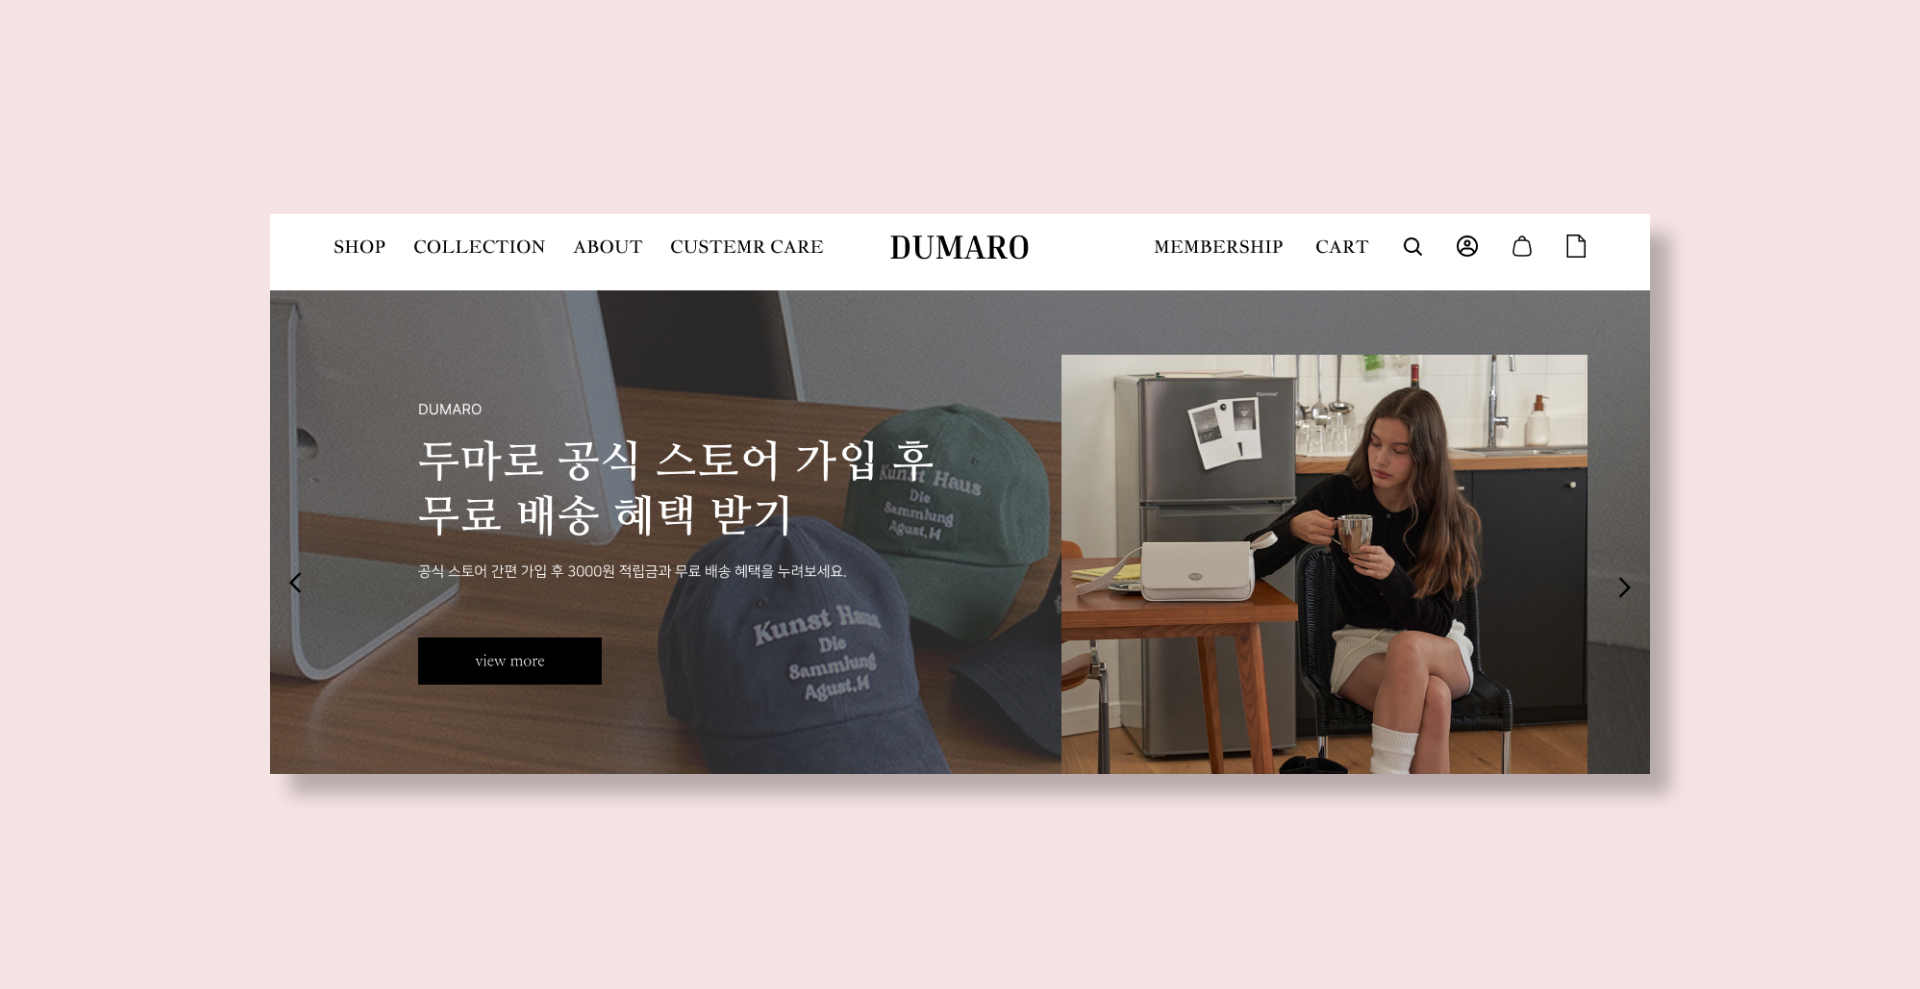 SHOP COLLECTION ABOUT CUSTEMR CARE DUMARO MEMBERSHIP CART
DUMARO
두마로 공식 스토어 가입 후
무료 배송 혜택 받기
공식 스토어 간편 가입 후 3000원 적립금과 무료 배송 혜택을 누려보세요.
view more
Kunst Haus
Die
Sammlung
Agust,14
Kunst Haus
Die
Sammlung
Agust,14